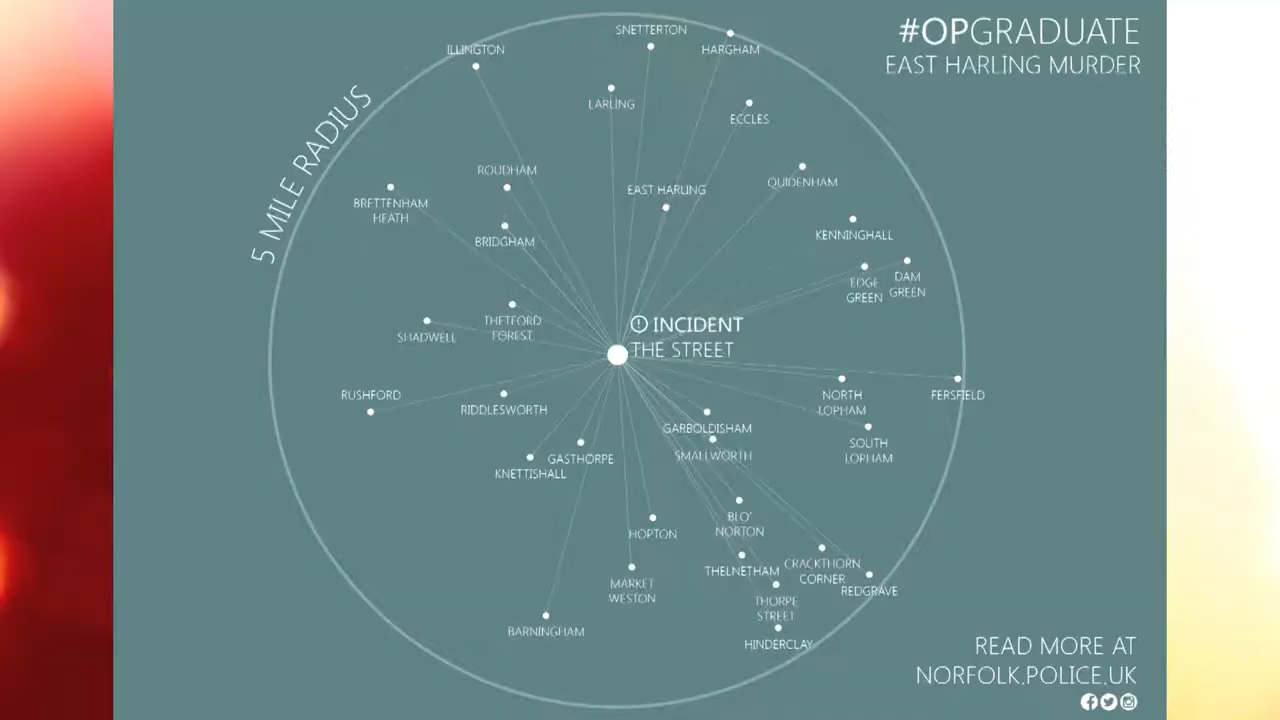 #OPGRADUATE
EAST HARLING MURDER
5 MILE RADIUS
SNETTERTON
ILLINGTON
HARGHAM
LARLING
ECCLES
ROUDHAM
QUIDENHAM
EAST HARLING
BRETTENHAM
HEATH
KENNINGHALL
BRIDGHAM
EDGE
GREEN
DAM
GREEN
THETFORD
FOREST
SHADWELL
INCIDENT
THE STREET
RUSHFORD
RIDDLESWORTH
NORTH
LOPHAM
FERSFIELD
GARBOLDISHAM
SOUTH
LOPHAM
SMALLWORTH
GASTHORPE
KNETTISHALL
BLO'
NORTON
HOPTON
THELNETHAM
CRACKTHORN
CORNER
REDGRAVE
MARKET
WESTON
THORPE
STREET
BARNINGHAM
HINDERCLAY
READ MORE AT
NORFOLK.POLICE.UK